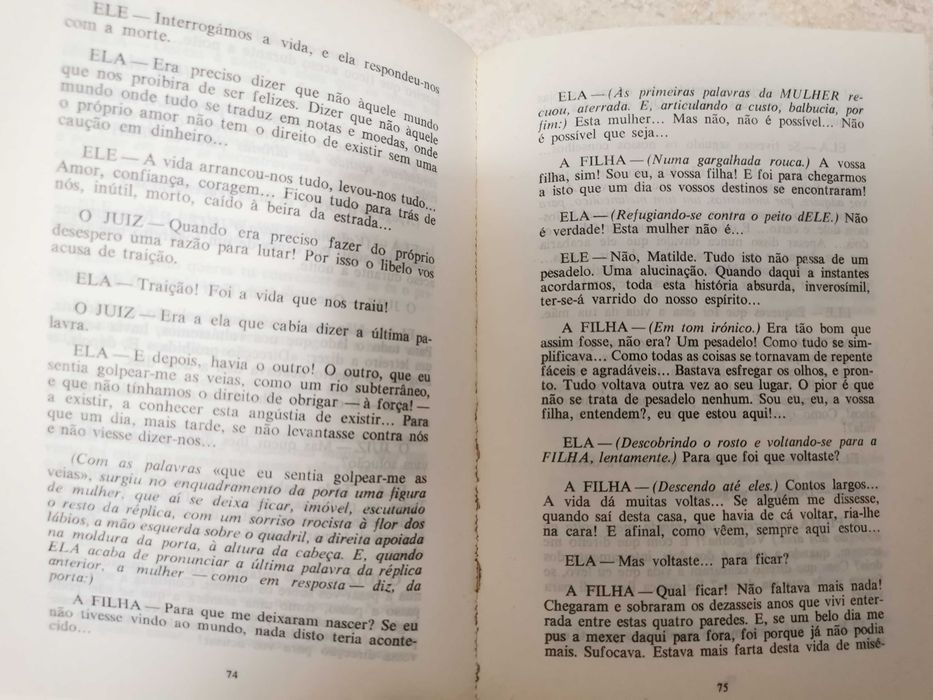 ELE — Interrogámos a vida, e ela respondeu-nos
com a morte.
ELA — Era preciso dizer que não àquele mundo
que nos proibira de ser felizes. Dizer que não àquele
mundo onde tudo se traduz em notas e moedas, onde
o próprio amor não tem o direito de existir sem uma
caução em dinheiro...
ELE — A vida arrancou-nos tudo, levou-nos tudo...
Amor, confiança, coragem... Ficou tudo para trás de
nós, inútil, morto, caído à beira da estrada...
O JUIZ — Quando era preciso fazer do próprio
desespero uma razão para lutar! Por isso o libelo vos
acusa de traição.
ELA — Traição! Foi a vida que nos traiu!
O JUIZ — Era a ela que cabia dizer a última pa-
lavra.
ELA — E depois, havia o outro! O outro, que eu
sentia golpear-me as veias, como um rio subterrâneo,
e que não tínhamos o direito de obrigar — à força! —
a existir, a conhecer esta angústia de existir... Para
que um dia, mais tarde, se não levantasse contra nós
e não viesse dizer-nos...
(Com as palavras «que eu sentia golpear-me as
veias», surgiu no enquadramento da porta uma figura
de mulher, que aí se deixa ficar, imóvel, escutando
o resto da réplica, com um sorriso trocista à flor dos
lábios, a mão esquerda sobre o quadril, a direita apoiada
na moldura da porta, à altura da cabeça. E, quando
ELA acaba de pronunciar a última palavra da réplica
anterior, a mulher — como em resposta — diz, da
porta:)
A FILHA — Para que me deixaram nascer? Se eu
não tivesse vindo ao mundo, nada disto teria aconte-
cido...
74
ELA — (Às primeiras palavras da MULHER re-
cuou, aterrada. E, articulando a custo, balbucia, por
fim:) Esta mulher... Mas não, não é possível... Não
é possível que seja...
A FILHA — (Numa gargalhada rouca.) A vossa
filha, sim! Sou eu, a vossa filha! E foi para chegarmos
a isto que um dia os vossos destinos se encontraram!
ELA — (Refugiando-se contra o peito dELE.) Não
é verdade! Esta mulher não é...
ELE — Não, Matilde. Tudo isto não passa de um
pesadelo. Uma alucinação. Quando daqui a instantes
acordarmos, toda esta história absurda, inverosímil,
ter-se-á varrido do nosso espírito...
A FILHA — (Em tom irónico.) Era tão bom que
assim fosse, não era? Um pesadelo! Como tudo se sim-
plificava... Como todas as coisas se tornavam de repente
fáceis e agradáveis... Bastava esfregar os olhos, e pron-
to. Tudo voltava outra vez ao seu lugar. O pior é que
não se trata de pesadelo nenhum. Sou eu, eu, a vossa
filha, entendem?, eu que estou aqui!...
ELA — (Descobrindo o rosto e voltando-se para a
FILHA, lentamente.) Para que foi que voltaste?
A FILHA — (Descendo até eles.) Contos largos...
A vida dá muitas voltas... Se alguém me dissesse,
quando saí desta casa, que havia de cá voltar, ria-lhe
na cara! E afinal, como vêem, sempre aqui estou...
ELA — Mas voltaste... para ficar?
A FILHA — Qual ficar! Não faltava mais nada!
Chegaram e sobraram os dezasseis anos que vivi enter-
rada entre estas quatro paredes. E, se um belo dia me
pus a mexer daqui para fora, foi porque já não podia
mais. Sufocava. Estava mais farta desta vida de misé-
75